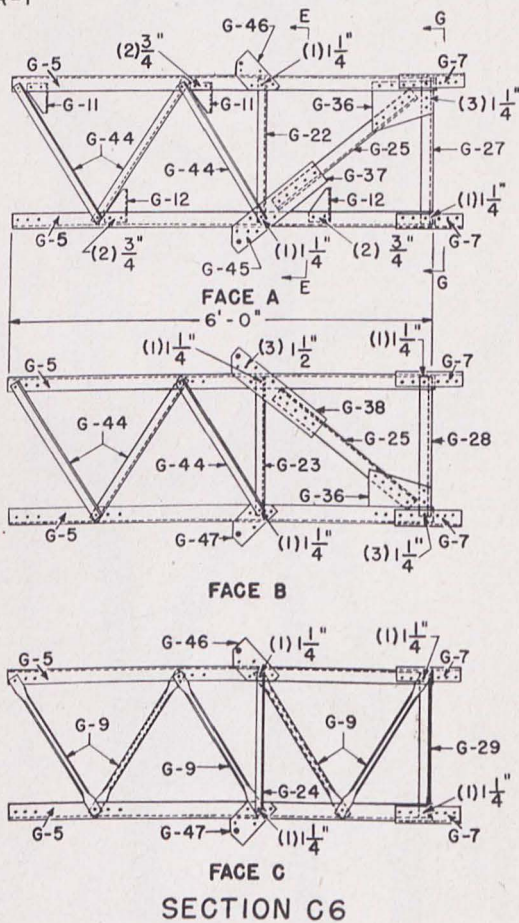 G-46
E
G
G-5
(2) 3/4"
(1) 1 1/4"
G-7
G-11
G-11
G-36
(3) 1 1/4"
G-44
G-22
G-25
G-27
G-44
G-37
G-12
G-12
(1) 1 1/4"
G-5
(2) 3/4"
G-45
(1) 1 1/4"
(2) 3/4"
G-7
E
G
FACE A
6'-0"
(1) 1 1/4"
(3) 1 1/2"
(1) 1 1/4"
G-5
G-7
G-38
G-44
G-25
G-44
G-23
G-28
G-36
G-5
G-47
(1) 1 1/4"
(3) 1 1/4"
G-7
FACE B
G-46
(1) 1 1/4"
(1) 1 1/4"
G-5
G-7
G-9
G-9
G-9
G-24
G-29
(1) 1 1/4"
G-5
G-47
(1) 1 1/4"
G-7
FACE C
SECTION C6